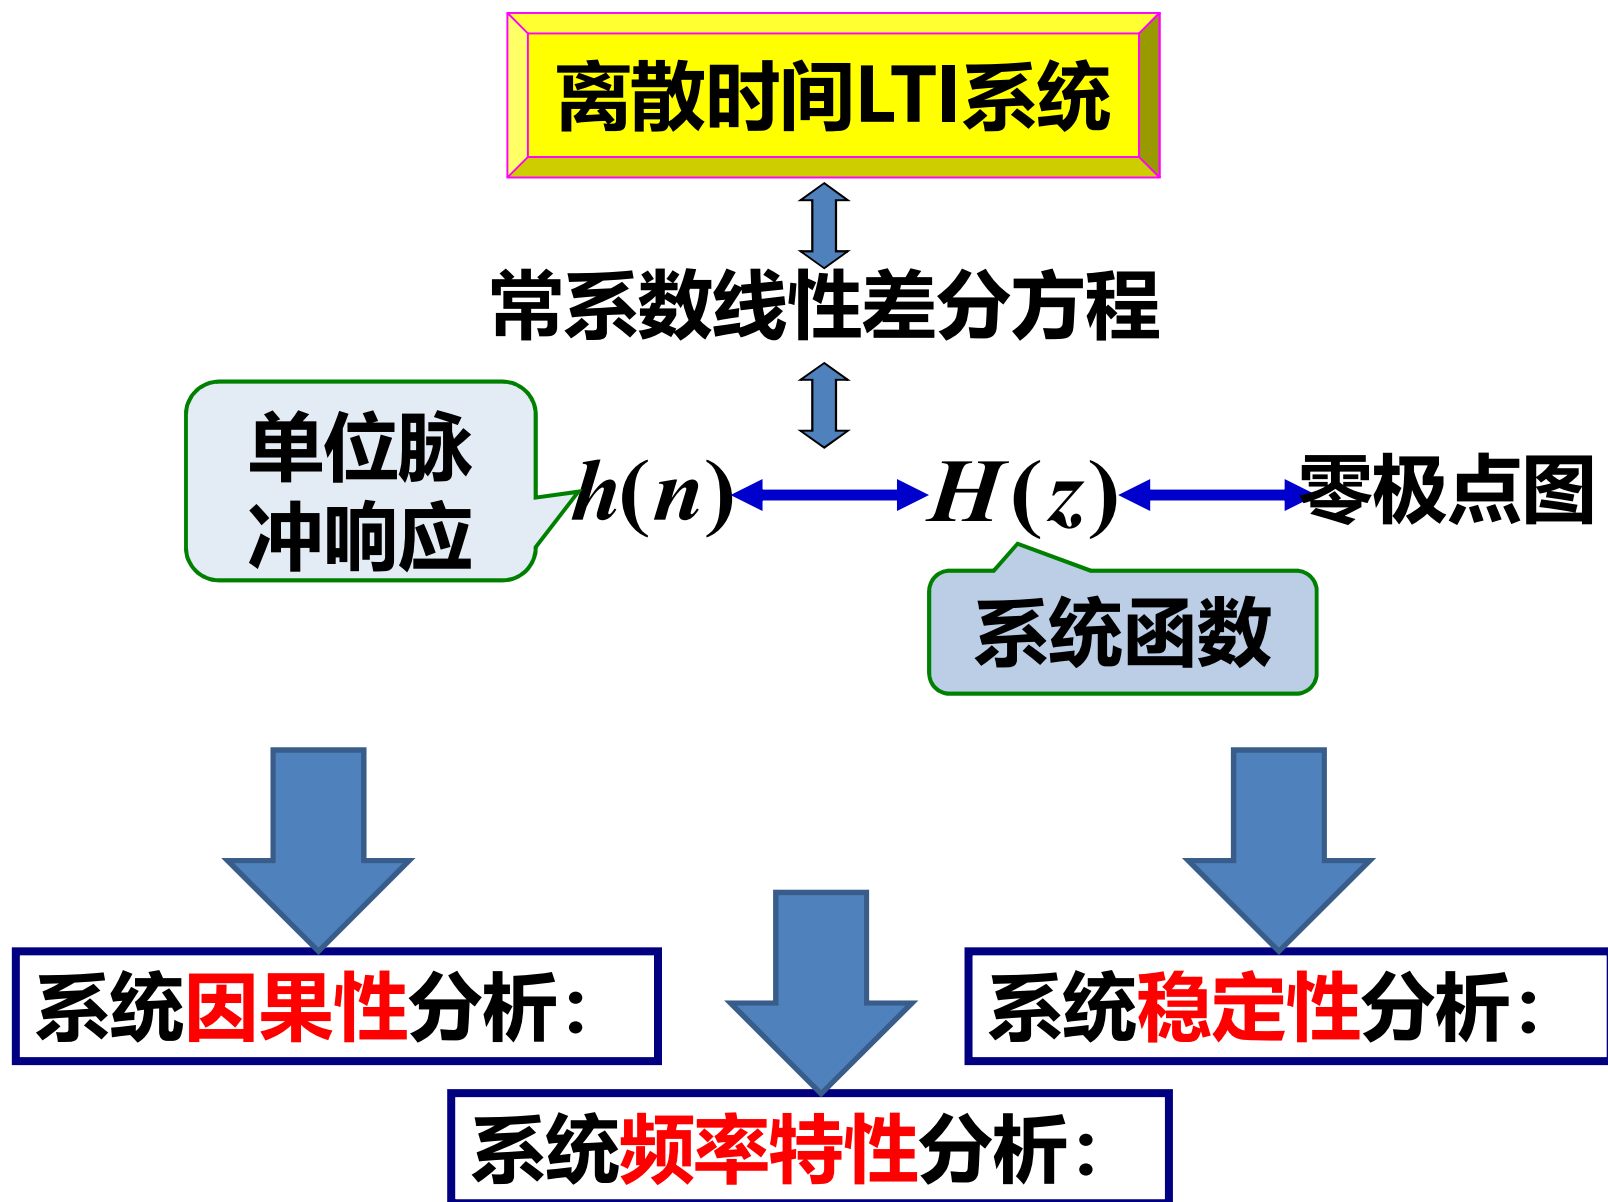 离散时间LTI系统
常系数线性差分方程
单位脉
冲响应
h(n) H(z) 零极点图
系统函数
系统因果性分析：
系统稳定性分析：
系统频率特性分析：